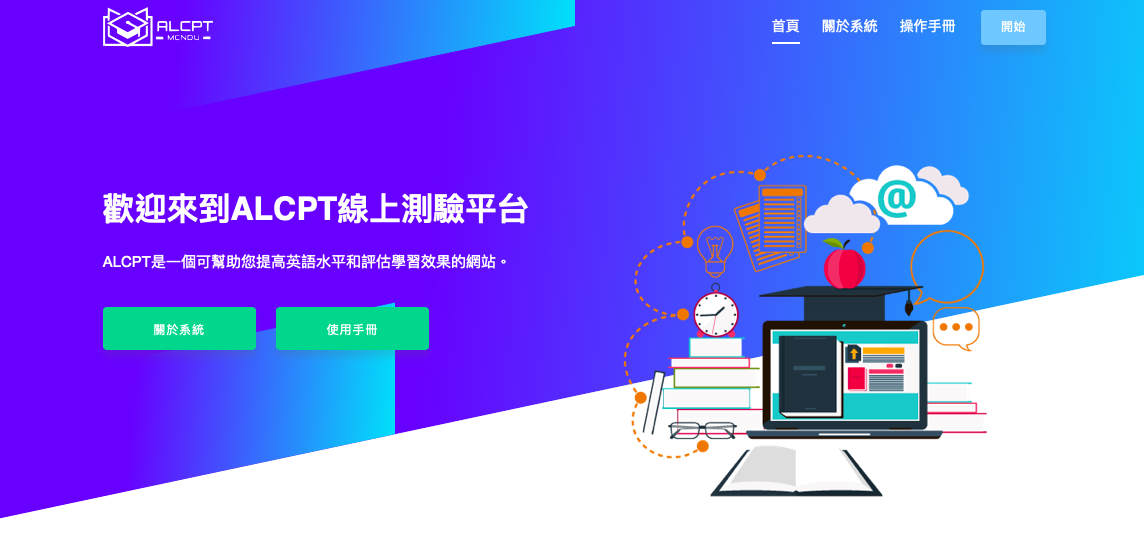 ALCPT
MCNDU
首頁
關於系統
操作手冊
開始
歡迎來到ALCPT線上測驗平台
ALCPT是一個可幫助您提高英語水平和評估學習效果的網站。
關於系統
使用手冊
@